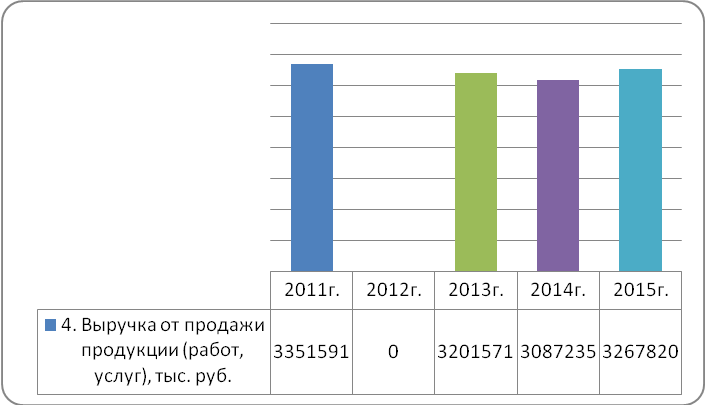 2011г. 2012г. 2013г. 2014г. 2015г.
4. Выручка от продажи
продукции (работ,
услуг), тыс. руб.
3351591 0 3201571 3087235 3267820